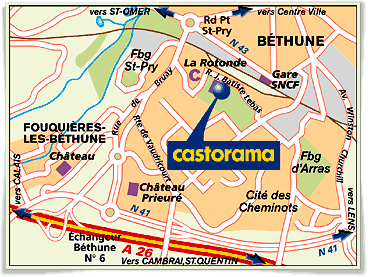 vers ST-OMER
vers Centre Ville
Rd Pt
St-Pry
N 43
BÉTHUNE
Fbg
St-Pry
La Rotonde
C
R. J. Batiste Lebas
Gare
SNCF
Rue de Bruay
Rte de Vaudricourt
Av. Winston Churchill
FOUQUIÈRES-
LES-BÉTHUNE
castorama
Château
Fbg
d'Arras
Château
Prieuré
Cité des
Cheminots
vers CALAIS
vers LENS
N 41
N 41
Échangeur
Béthune
N° 6
A 26
Vers CAMBRAI,ST.QUENTIN